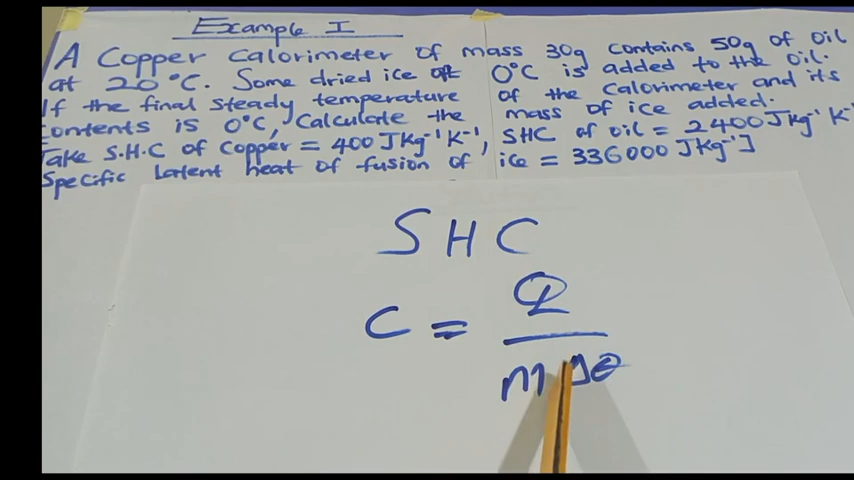 Example I
A Copper Calorimeter of mass 30g contains 50g of oil
at 20°C. Some dried ice at 0°C is added to the oil.
If the final steady temperature of the calorimeter and its
contents is 0°C, Calculate the mass of ice added.
Take S.H.C of Copper = 400 JKg⁻¹K⁻¹, SHC of oil = 2400JKg⁻¹K⁻¹
Specific Latent heat of fusion of ice = 336000 JKg⁻¹]
SHC
C = Q